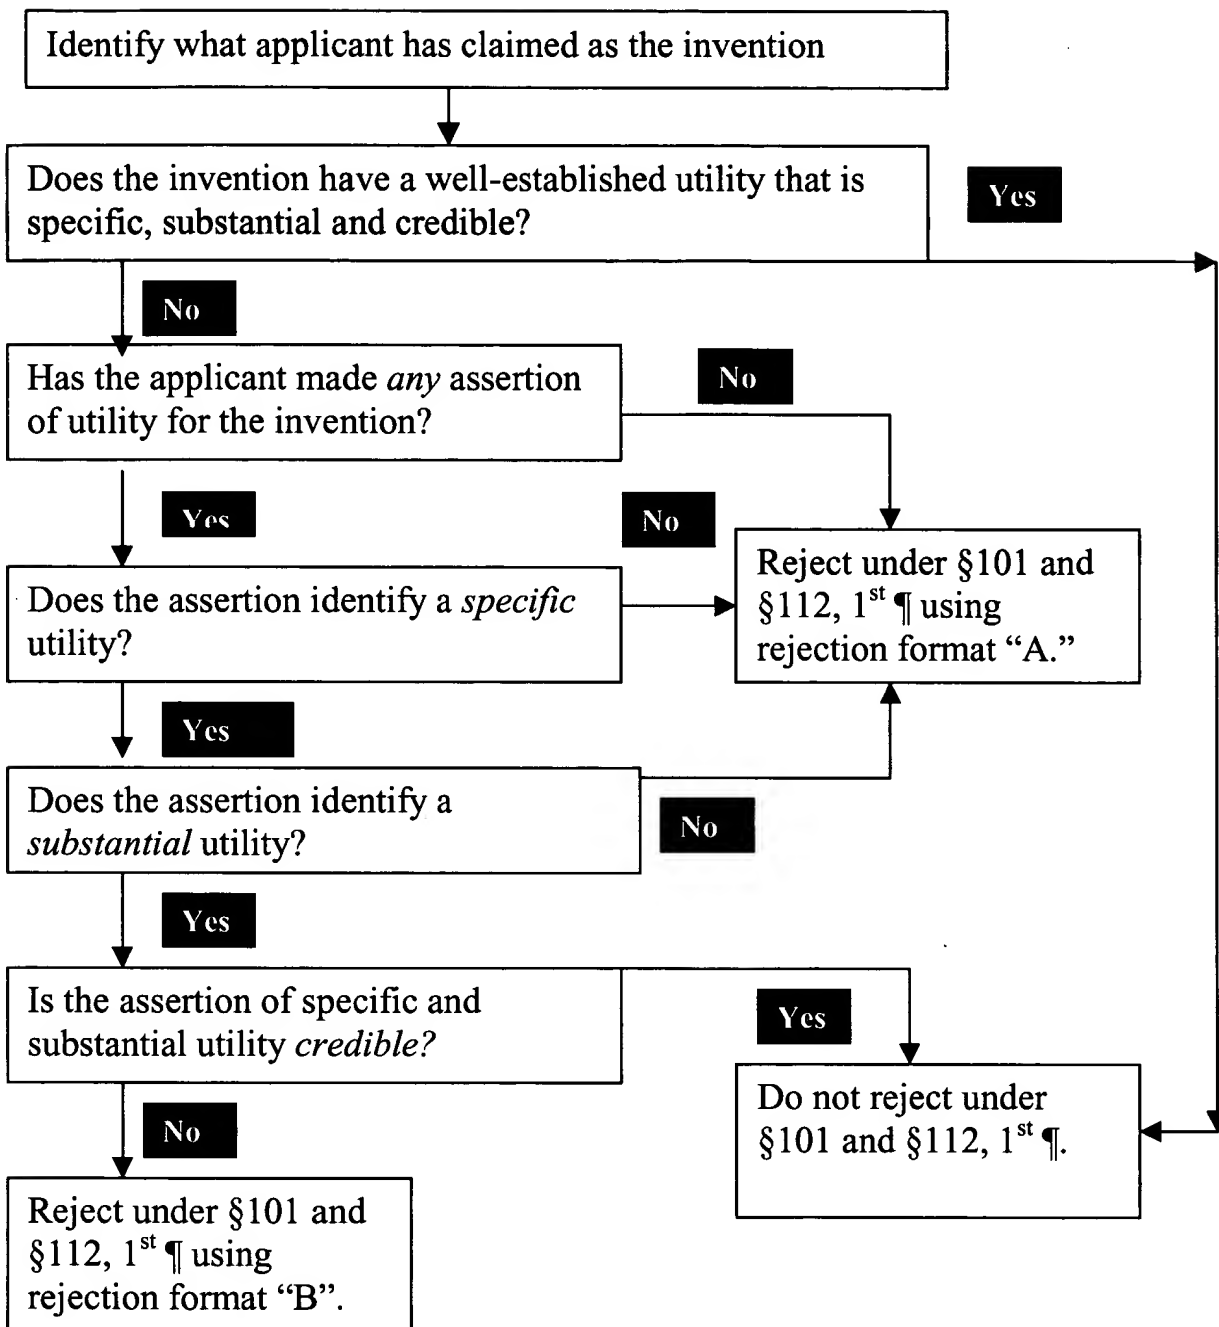 Identify what applicant has claimed as the invention
Does the invention have a well-established utility that is
specific, substantial and credible?
Yes
No
Has the applicant made any assertion
of utility for the invention?
No
Yes
No
Does the assertion identify a specific
utility?
Reject under §101 and
§112, 1st ¶ using
rejection format “A.”
Yes
Does the assertion identify a
substantial utility?
No
Yes
Is the assertion of specific and
substantial utility credible?
Yes
Do not reject under
§101 and §112, 1st ¶.
No
Reject under §101 and
§112, 1st ¶ using
rejection format “B”.